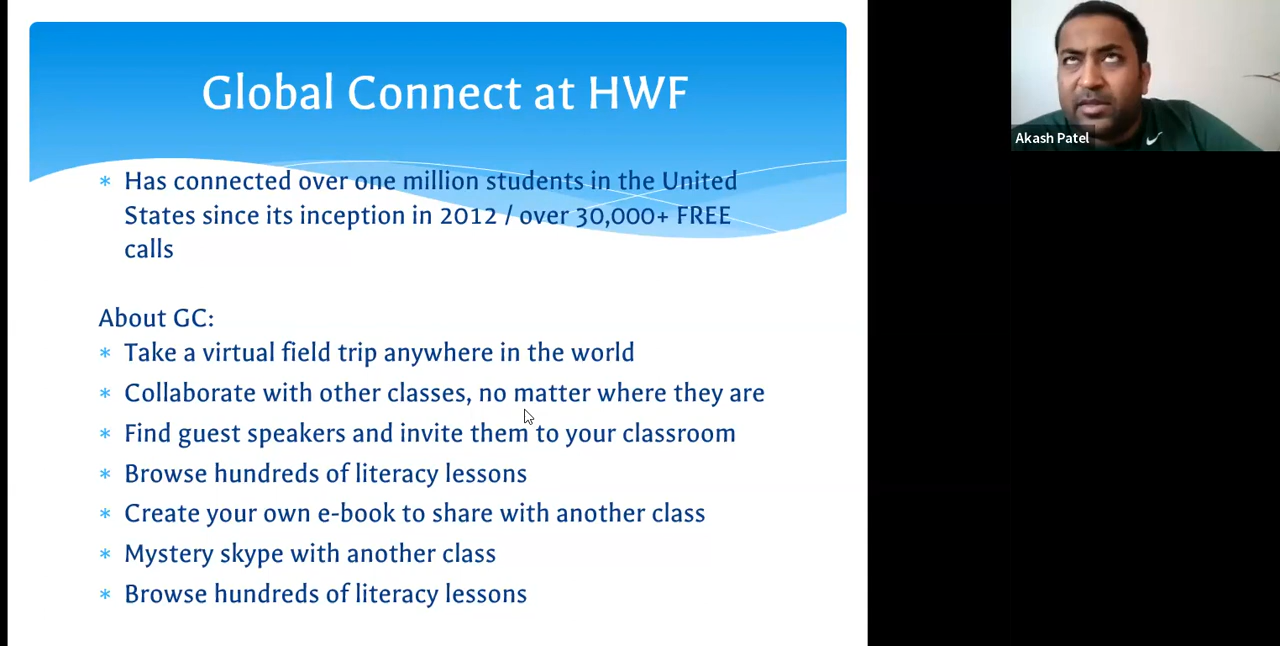 Global Connect at HWF
* Has connected over one million students in the United
States since its inception in 2012 / over 30,000+ FREE
calls
About GC:
* Take a virtual field trip anywhere in the world
* Collaborate with other classes, no matter where they are
* Find guest speakers and invite them to your classroom
* Browse hundreds of literacy lessons
* Create your own e-book to share with another class
* Mystery skype with another class
* Browse hundreds of literacy lessons
Akash Patel